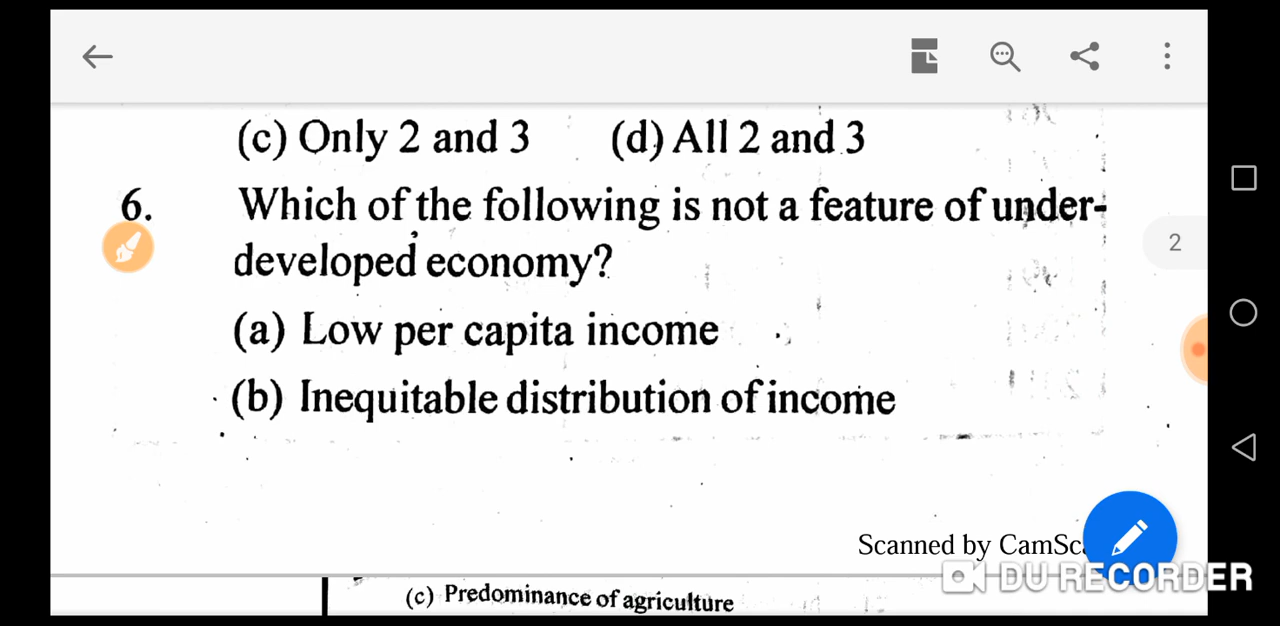 (c) Only 2 and 3 (d) All 2 and 3
6. Which of the following is not a feature of under-
developed economy?
2
(a) Low per capita income
(b) Inequitable distribution of income
Scanned by CamSc
DU RECORDER
(c) Predominance of agriculture